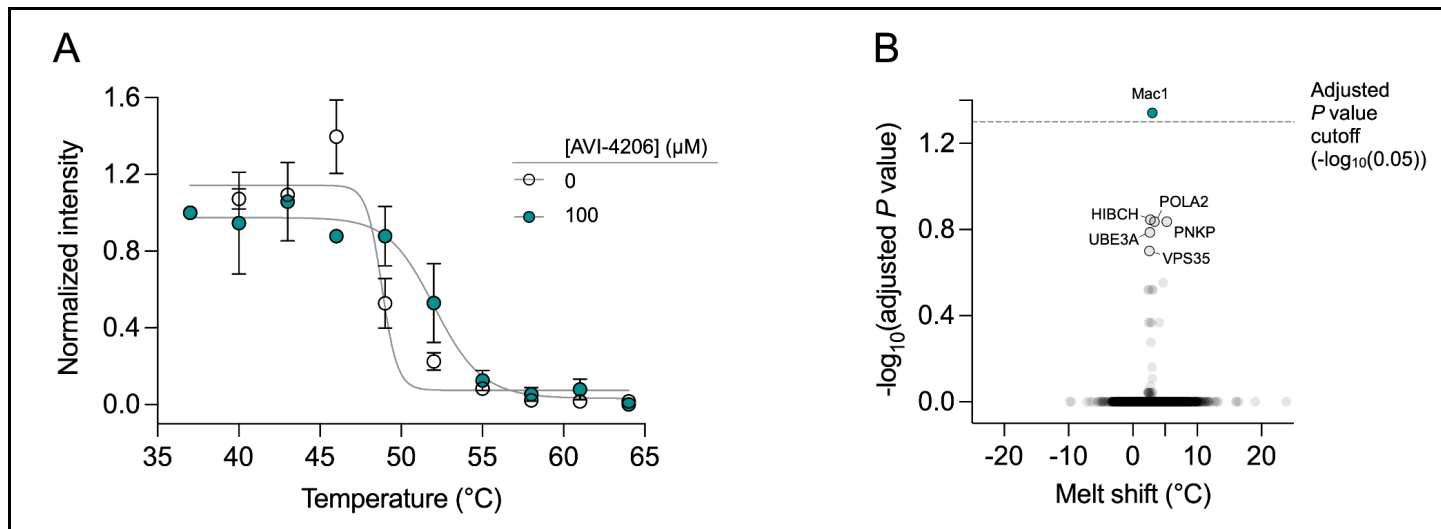 A
1.6
1.2
0.8
0.4
0.0
Normalized intensity
35
40
45
50
55
60
65
Temperature (°C)
[AVI-4206] (μM)
0
100
B
1.2
0.8
0.4
0.0
-log10(adjusted P value)
-20
-10
0
10
20
Melt shift (°C)
Mac1
HIBCH
POLA2
UBE3A
PNKP
VPS35
Adjusted
P value
cutoff
(-log10(0.05))